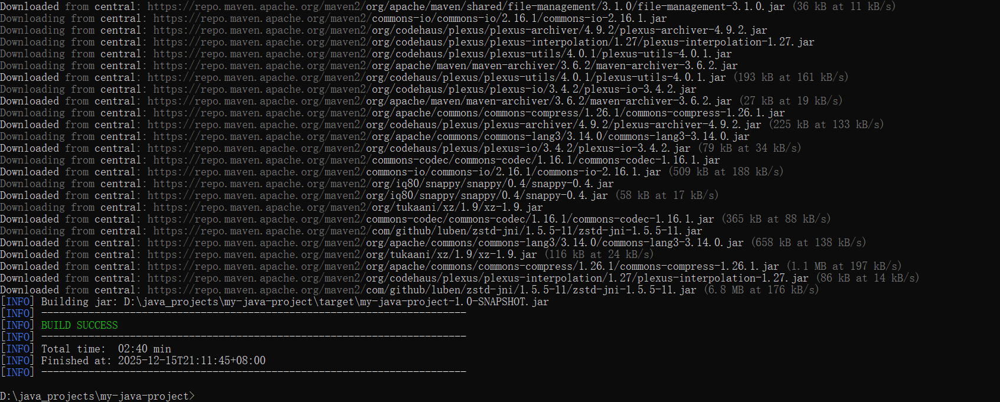 Downloaded from central: https://repo.maven.apache.org/maven2/org/apache/maven/shared/file-management/3.1.0/file-management-3.1.0.jar (36 kB at 11 kB/s)
Downloading from central: https://repo.maven.apache.org/maven2/commons-io/commons-io/2.16.1/commons-io-2.16.1.jar
Downloading from central: https://repo.maven.apache.org/maven2/org/codehaus/plexus/plexus-archiver/4.9.2/plexus-archiver-4.9.2.jar
Downloading from central: https://repo.maven.apache.org/maven2/org/codehaus/plexus/plexus-interpolation/1.27/plexus-interpolation-1.27.jar
Downloading from central: https://repo.maven.apache.org/maven2/org/codehaus/plexus/plexus-utils/4.0.1/plexus-utils-4.0.1.jar
Downloading from central: https://repo.maven.apache.org/maven2/org/apache/maven/maven-archiver/3.6.2/maven-archiver-3.6.2.jar
Downloaded from central: https://repo.maven.apache.org/maven2/org/codehaus/plexus/plexus-utils/4.0.1/plexus-utils-4.0.1.jar (193 kB at 161 kB/s)
Downloading from central: https://repo.maven.apache.org/maven2/org/codehaus/plexus/plexus-io/3.4.2/plexus-io-3.4.2.jar
Downloaded from central: https://repo.maven.apache.org/maven2/org/apache/maven/maven-archiver/3.6.2/maven-archiver-3.6.2.jar (27 kB at 19 kB/s)
Downloading from central: https://repo.maven.apache.org/maven2/org/apache/commons/commons-compress/1.26.1/commons-compress-1.26.1.jar
Downloaded from central: https://repo.maven.apache.org/maven2/org/codehaus/plexus/plexus-archiver/4.9.2/plexus-archiver-4.9.2.jar (225 kB at 133 kB/s)
Downloading from central: https://repo.maven.apache.org/maven2/org/apache/commons/commons-lang3/3.14.0/commons-lang3-3.14.0.jar
Downloaded from central: https://repo.maven.apache.org/maven2/org/codehaus/plexus/plexus-io/3.4.2/plexus-io-3.4.2.jar (79 kB at 34 kB/s)
Downloading from central: https://repo.maven.apache.org/maven2/commons-codec/commons-codec/1.16.1/commons-codec-1.16.1.jar
Downloaded from central: https://repo.maven.apache.org/maven2/commons-io/commons-io/2.16.1/commons-io-2.16.1.jar (509 kB at 188 kB/s)
Downloading from central: https://repo.maven.apache.org/maven2/org/iq80/snappy/snappy/0.4/snappy-0.4.jar
Downloaded from central: https://repo.maven.apache.org/maven2/org/iq80/snappy/snappy/0.4/snappy-0.4.jar (58 kB at 17 kB/s)
Downloading from central: https://repo.maven.apache.org/maven2/org/tukaani/xz/1.9/xz-1.9.jar
Downloaded from central: https://repo.maven.apache.org/maven2/commons-codec/commons-codec/1.16.1/commons-codec-1.16.1.jar (365 kB at 88 kB/s)
Downloading from central: https://repo.maven.apache.org/maven2/com/github/luben/zstd-jni/1.5.5-11/zstd-jni-1.5.5-11.jar
Downloaded from central: https://repo.maven.apache.org/maven2/org/apache/commons/commons-lang3/3.14.0/commons-lang3-3.14.0.jar (658 kB at 138 kB/s)
Downloaded from central: https://repo.maven.apache.org/maven2/org/tukaani/xz/1.9/xz-1.9.jar (116 kB at 24 kB/s)
Downloaded from central: https://repo.maven.apache.org/maven2/org/apache/commons/commons-compress/1.26.1/commons-compress-1.26.1.jar (1.1 MB at 197 kB/s)
Downloaded from central: https://repo.maven.apache.org/maven2/org/codehaus/plexus/plexus-interpolation/1.27/plexus-interpolation-1.27.jar (86 kB at 14 kB/s)
Downloaded from central: https://repo.maven.apache.org/maven2/com/github/luben/zstd-jni/1.5.5-11/zstd-jni-1.5.5-11.jar (6.8 MB at 176 kB/s)
[INFO] Building jar: D:\java_projects\my-java-project\target\my-java-project-1.0-SNAPSHOT.jar
[INFO] ------------------------------------------------------------------------
[INFO] BUILD SUCCESS
[INFO] ------------------------------------------------------------------------
[INFO] Total time:  02:40 min
[INFO] Finished at: 2025-12-15T21:11:45+08:00
[INFO] ------------------------------------------------------------------------
D:\java_projects\my-java-project>